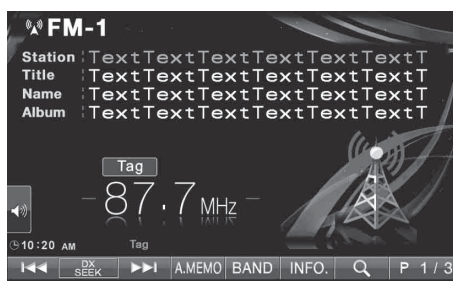 FM-1
Station TextTextTextTextTextTextT
Title TextTextTextTextTextTextT
Name TextTextTextTextTextTextT
Album TextTextTextTextTextTextT
Tag
87.7 MHz
10:20 AM Tag
DX SEEK A.MEMO BAND INFO. P 1/3